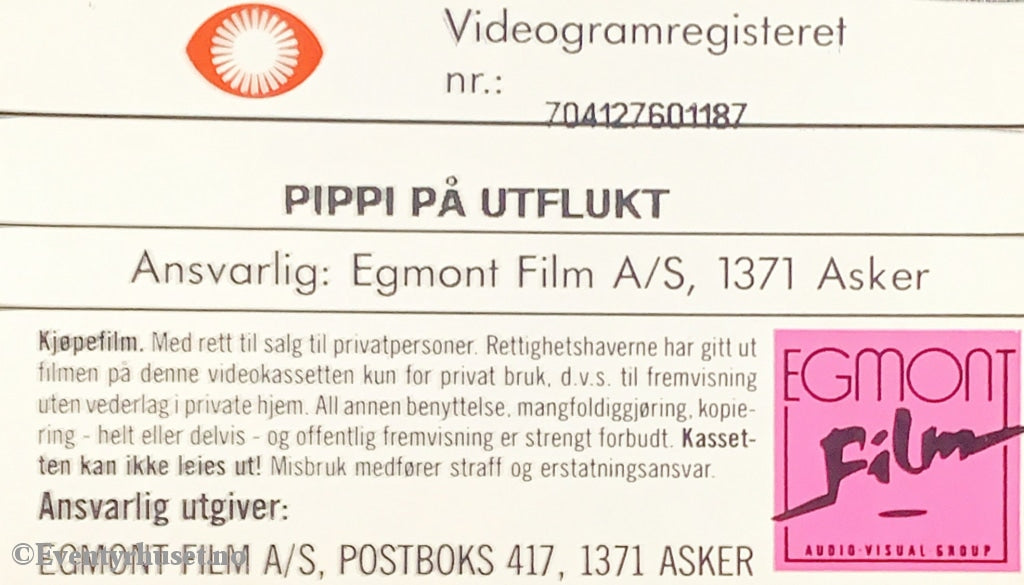 Videogramregisteret
nr.:
704127601187
PIPPI PÅ UTFLUKT
Ansvarlig: Egmont Film A/S, 1371 Asker
Kjøpefilm. Med rett til salg til privatpersoner. Rettighetshaverne har gitt ut
filmen på denne videokassetten kun for privat bruk, d.v.s. til fremvisning
uten vederlag i private hjem. All annen benyttelse, mangfoldiggjøring, kopie-
ring - helt eller delvis - og offentlig fremvisning er strengt forbudt. Kasset-
ten kan ikke leies ut! Misbruk medfører straff og erstatningsansvar.
Ansvarlig utgiver:
EGMONT FILM A/S, POSTBOKS 417, 1371 ASKER
©Eventyrhuset.no
EGMONT
Film
AUDIO·VISUAL GROUP